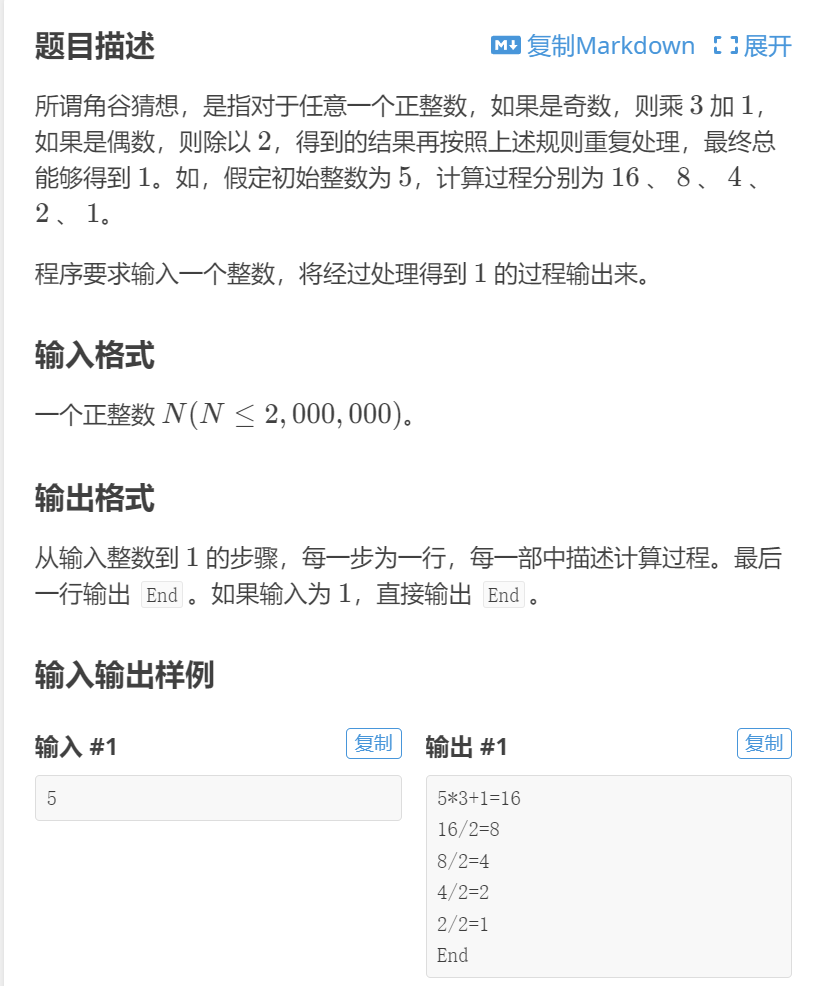 题目描述
M↓ 复制Markdown 展开
所谓角谷猜想，是指对于任意一个正整数，如果是奇数，则乘 3 加 1，
如果是偶数，则除以 2，得到的结果再按照上述规则重复处理，最终总
能够得到 1。如，假定初始整数为 5，计算过程分别为 16 、 8 、 4 、
2 、 1。
程序要求输入一个整数，将经过处理得到 1 的过程输出来。
输入格式
一个正整数 N(N ≤ 2,000,000)。
输出格式
从输入整数到 1 的步骤，每一步为一行，每一部中描述计算过程。最后
一行输出 End 。如果输入为 1，直接输出 End 。
输入输出样例
输入 #1
复制
5
输出 #1
复制
5*3+1=16
16/2=8
8/2=4
4/2=2
2/2=1
End